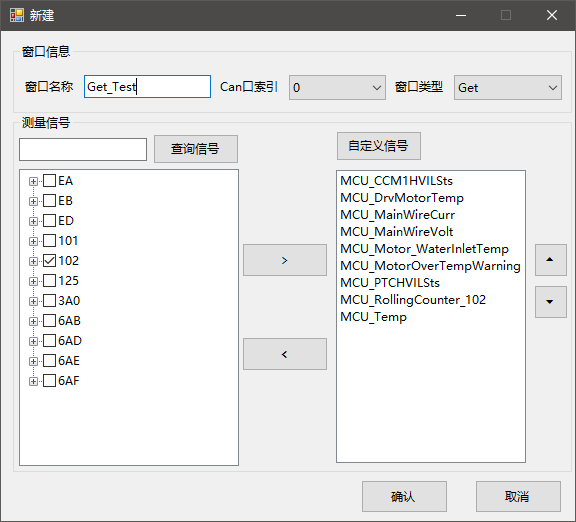 新建
窗口信息
窗口名称 Get_Test Can口索引 0 窗口类型 Get
测量信号
查询信号 自定义信号
EA
EB
ED
101
102
125
3A0
6AB
6AD
6AE
6AF
>
<
MCU_CCM1HVILSts
MCU_DrvMotorTemp
MCU_MainWireCurr
MCU_MainWireVolt
MCU_Motor_WaterInletTemp
MCU_MotorOverTempWarning
MCU_PTCHVILSts
MCU_RollingCounter_102
MCU_Temp
确认 取消